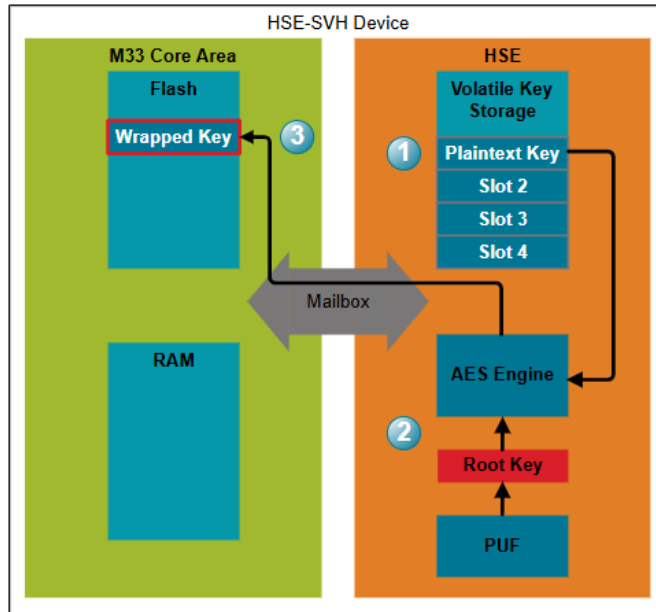 HSE-SVH Device
M33 Core Area
Flash
Wrapped Key
3
RAM
Mailbox
HSE
Volatile Key
Storage
1
Plaintext Key
Slot 2
Slot 3
Slot 4
AES Engine
2
Root Key
PUF